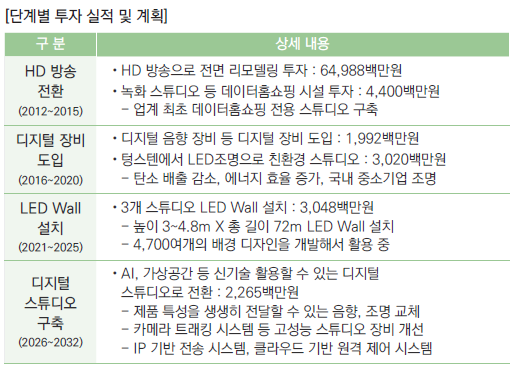 [단계별 투자 실적 및 계획]
구 분
상세 내용
HD 방송
전환
(2012~2015)
• HD 방송으로 전면 리모델링 투자 : 64,988백만원
• 녹화 스튜디오 등 데이터홈쇼핑 시설 투자 : 4,400백만원
– 업계 최초 데이터홈쇼핑 전용 스튜디오 구축
디지털 장비
도입
(2016~2020)
• 디지털 음향 장비 등 디지털 장비 도입 : 1,992백만원
• 텅스텐에서 LED조명으로 친환경 스튜디오 : 3,020백만원
– 탄소 배출 감소, 에너지 효율 증가, 국내 중소기업 조명
LED Wall
설치
(2021~2025)
• 3개 스튜디오 LED Wall 설치 : 3,048백만원
– 높이 3~4.8m X 총 길이 72m LED Wall 설치
– 4,700여개의 배경 디자인을 개발해서 활용 중
디지털
스튜디오
구축
(2026~2032)
• AI, 가상공간 등 신기술 활용할 수 있는 디지털
스튜디오로 전환 : 2,265백만원
– 제품 특성을 생생히 전달할 수 있는 음향, 조명 교체
– 카메라 트래킹 시스템 등 고성능 스튜디오 장비 개선
– IP 기반 전송 시스템, 클라우드 기반 원격 제어 시스템